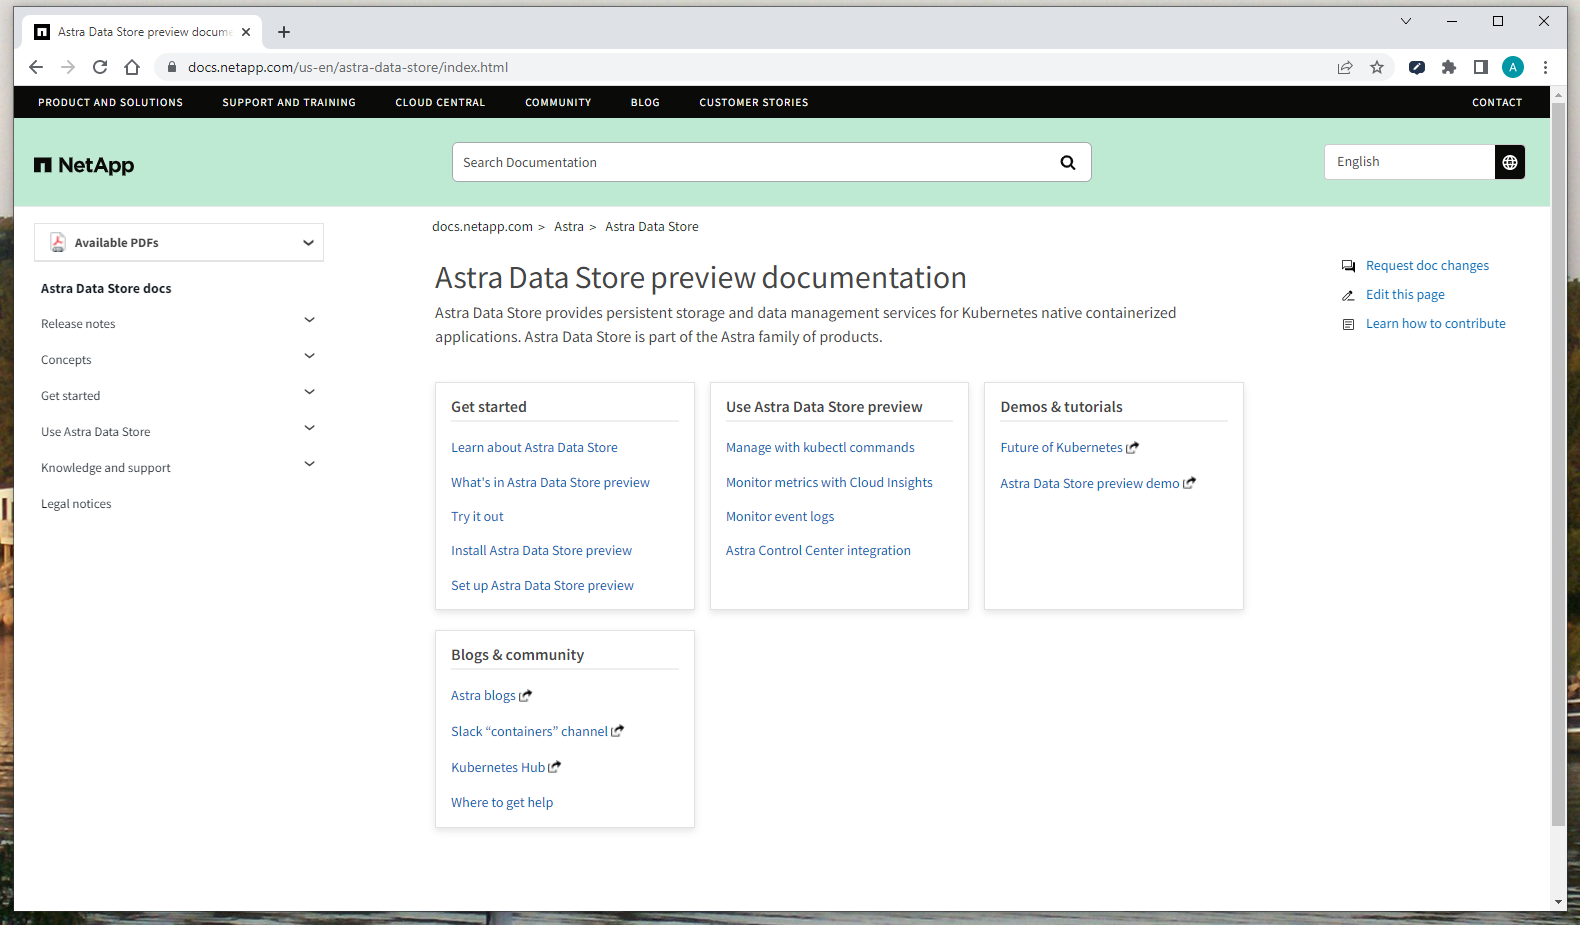 Astra Data Store preview docume
docs.netapp.com/us-en/astra-data-store/index.html
A
PRODUCT AND SOLUTIONS SUPPORT AND TRAINING CLOUD CENTRAL COMMUNITY BLOG CUSTOMER STORIES CONTACT
NetApp
Search Documentation
English
Available PDFs
Astra Data Store docs
Release notes
Concepts
Get started
Use Astra Data Store
Knowledge and support
Legal notices
docs.netapp.com > Astra > Astra Data Store
Astra Data Store preview documentation
Astra Data Store provides persistent storage and data management services for Kubernetes native containerized
applications. Astra Data Store is part of the Astra family of products.
Request doc changes
Edit this page
Learn how to contribute
Get started
Learn about Astra Data Store
What's in Astra Data Store preview
Try it out
Install Astra Data Store preview
Set up Astra Data Store preview
Use Astra Data Store preview
Manage with kubectl commands
Monitor metrics with Cloud Insights
Monitor event logs
Astra Control Center integration
Demos & tutorials
Future of Kubernetes
Astra Data Store preview demo
Blogs & community
Astra blogs
Slack “containers” channel
Kubernetes Hub
Where to get help